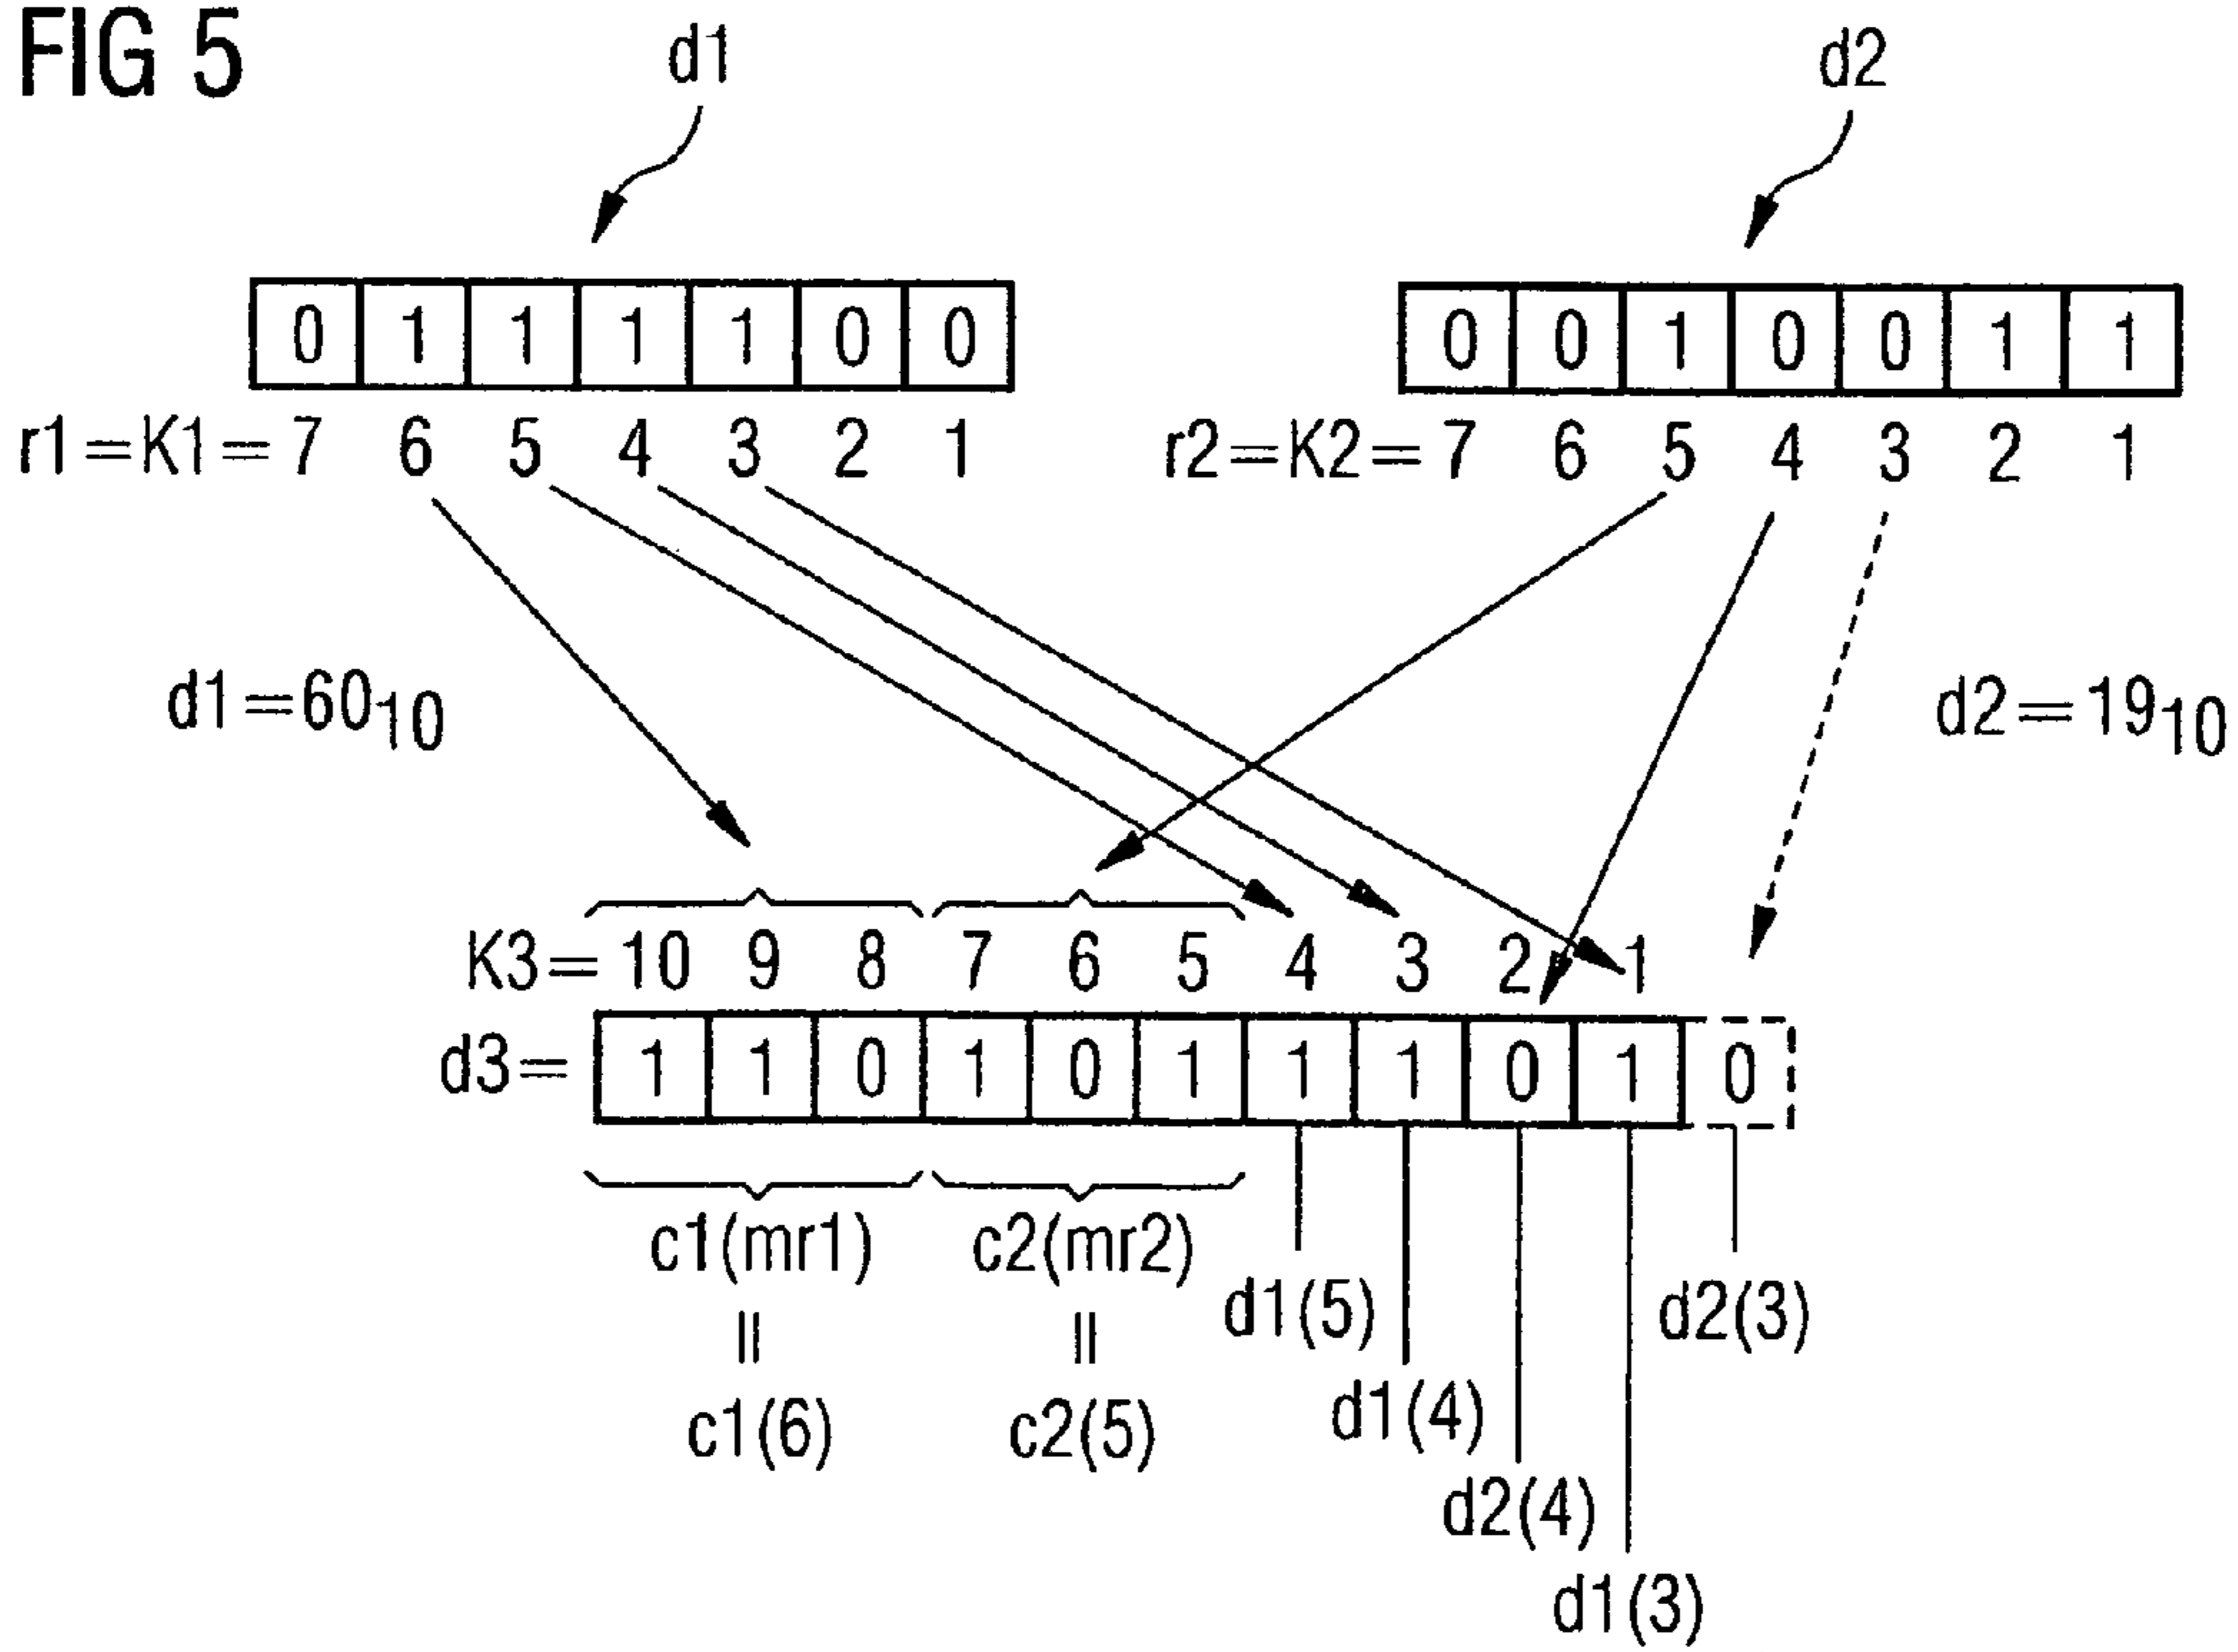 FIG 5
d1
d2
0 1 1 1 1 0 0
0 0 1 0 0 1 1
r1=K1= 7 6 5 4 3 2 1
r2=K2= 7 6 5 4 3 2 1
d1=60₁₀
d2=19₁₀
K3= 10 9 8 7 6 5 4 3 2 1
d3= 1 1 0 1 0 1 1 1 0 1 0
c1(mr1)
=
c1(6)
c2(mr2)
=
c2(5)
d1(5)
d1(4)
d2(4)
d1(3)
d2(3)